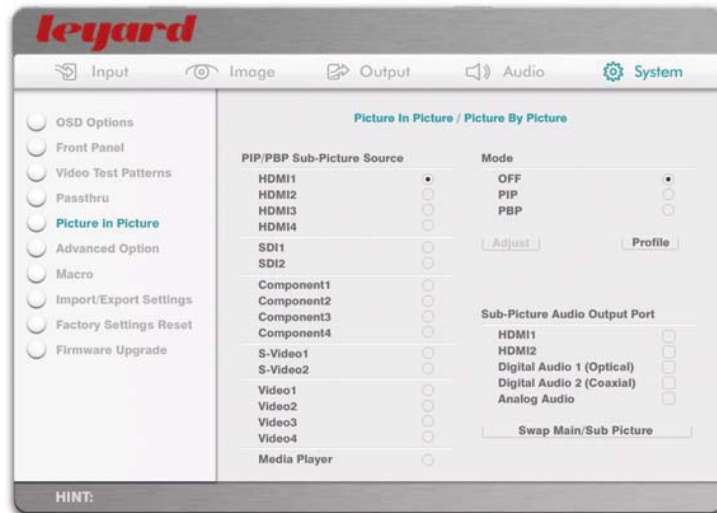 leyard
Input
Image
Output
Audio
System
OSD Options
Front Panel
Video Test Patterns
Passthru
Picture in Picture
Advanced Option
Macro
Import/Export Settings
Factory Settings Reset
Firmware Upgrade
Picture In Picture / Picture By Picture
PIP/PBP Sub-Picture Source
HDMI1
HDMI2
HDMI3
HDMI4
SDI1
SDI2
Component1
Component2
Component3
Component4
S-Video1
S-Video2
Video1
Video2
Video3
Video4
Media Player
Mode
OFF
PIP
PBP
Adjust
Profile
Sub-Picture Audio Output Port
HDMI1
HDMI2
Digital Audio 1 (Optical)
Digital Audio 2 (Coaxial)
Analog Audio
Swap Main/Sub Picture
HINT: